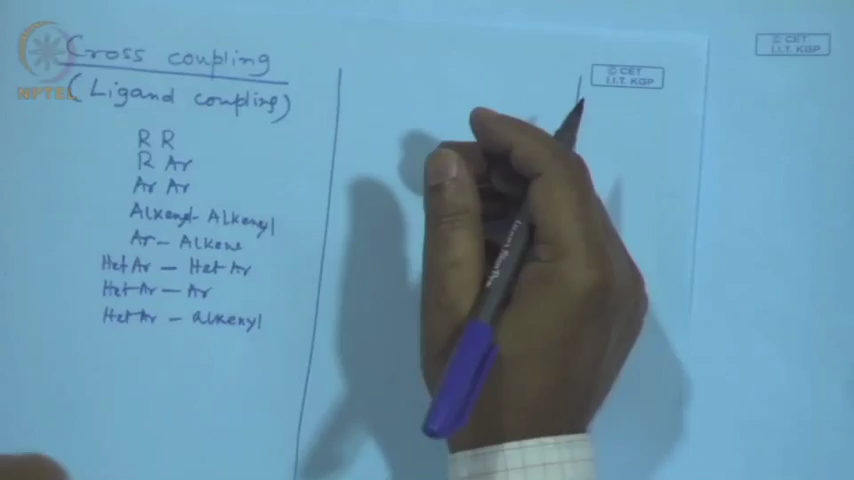 Cross coupling
(Ligand coupling)
R R
R Ar
Ar Ar
Alkenyl - Alkenyl
Ar - Alkene
Het Ar - Het Ar
Het Ar - Ar
Het Ar - alkenyl
NPTEL
© CET
I.I.T. KGP
© CET
I.I.T. KGP